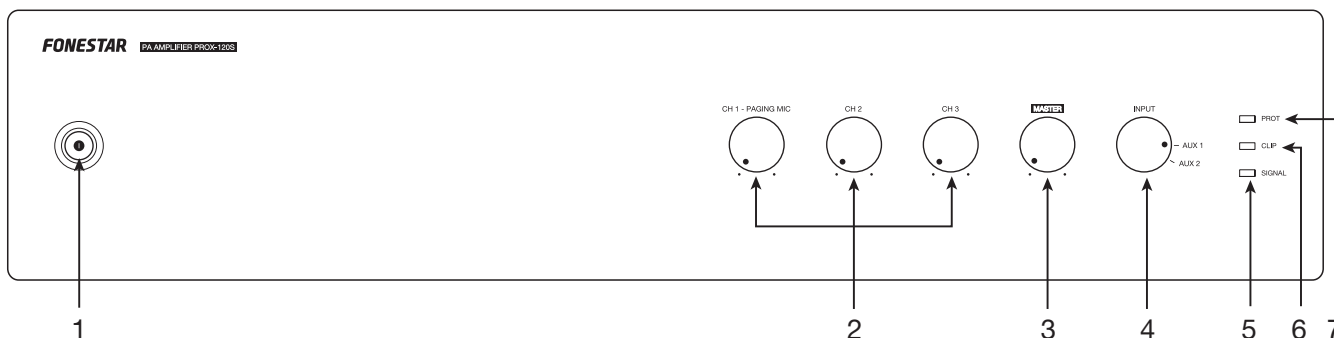 FONESTAR PA AMPLIFIER PROX-120S
CH 1 - PAGING MIC CH 2 CH 3 MASTER INPUT
PROT
AUX 1 CLIP
AUX 2
SIGNAL
1 2 3 4 5 6 7